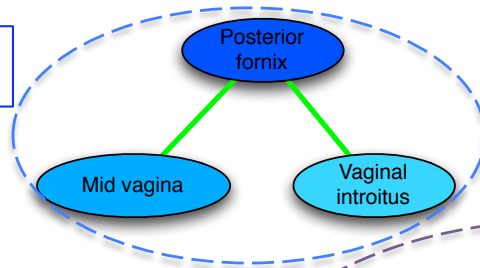 Posterior
fornix
Mid vagina
Vaginal
introitus